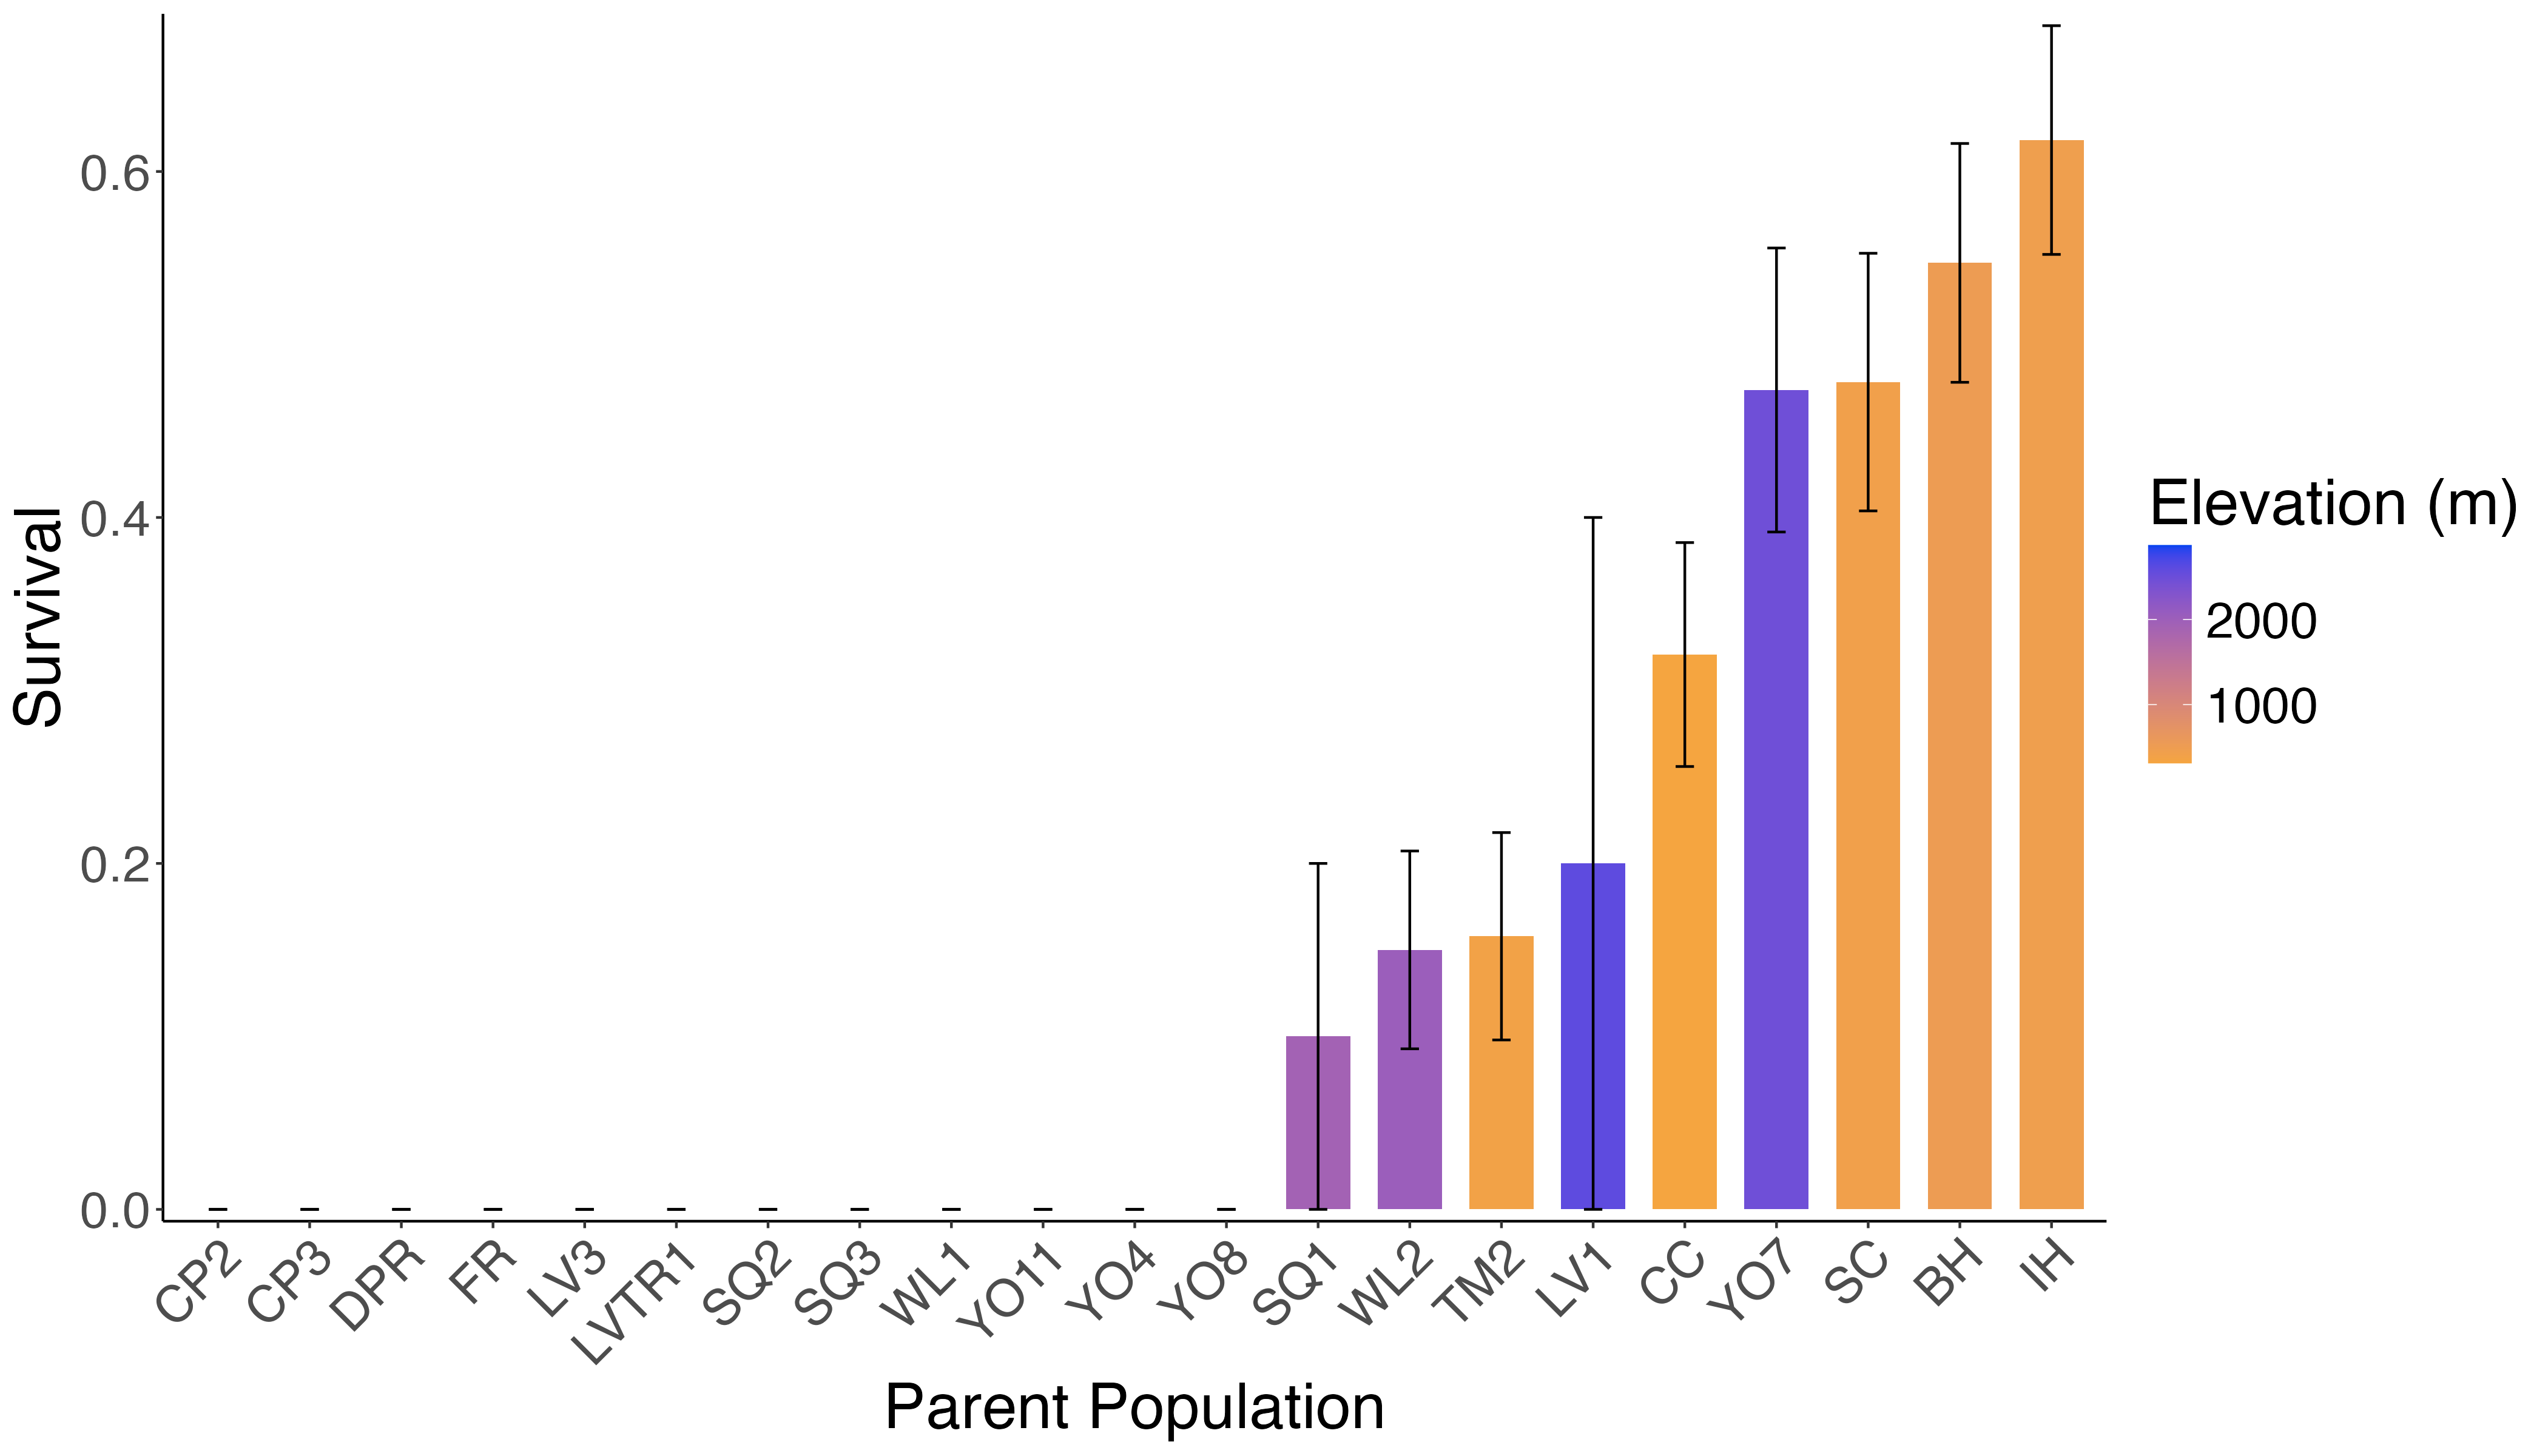 Survival
0.6
0.4
0.2
0.0
CP2
CP3
DPR
FR
LV3
LVTR1
SQ2
SQ3
WL1
YO11
YO4
YO8
SQ1
WL2
TM2
LV1
CC
YO7
SC
BH
IH
Parent Population
Elevation (m)
2000
1000